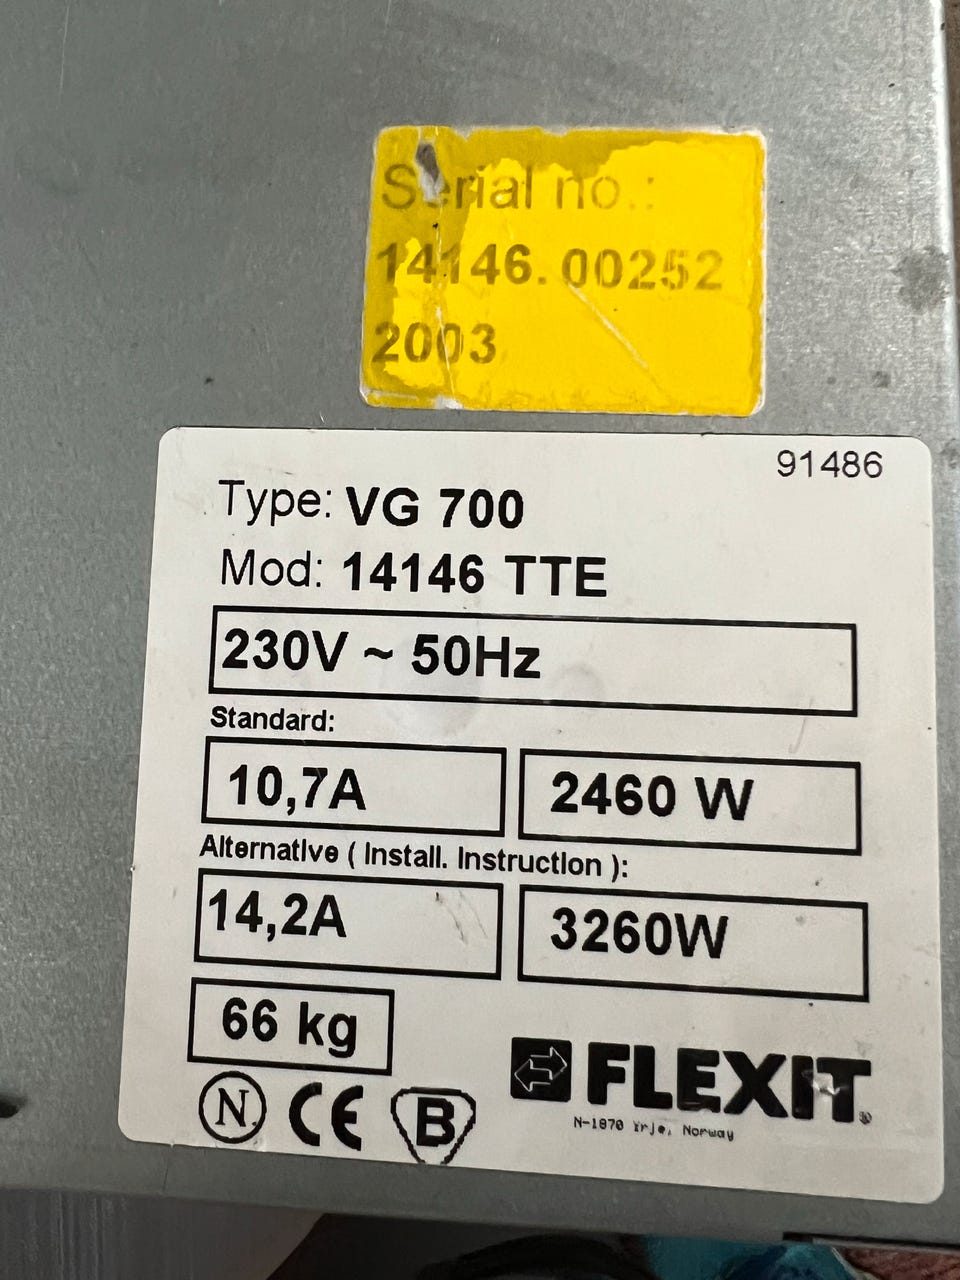 Serial no.:
14146.00252
2003
91486
Type: VG 700
Mod: 14146 TTE
230V ~ 50Hz
Standard:
10,7A 2460 W
Alternative ( Install. Instruction ):
14,2A 3260W
66 kg
N CE B
FLEXIT®
N-1870 Norway